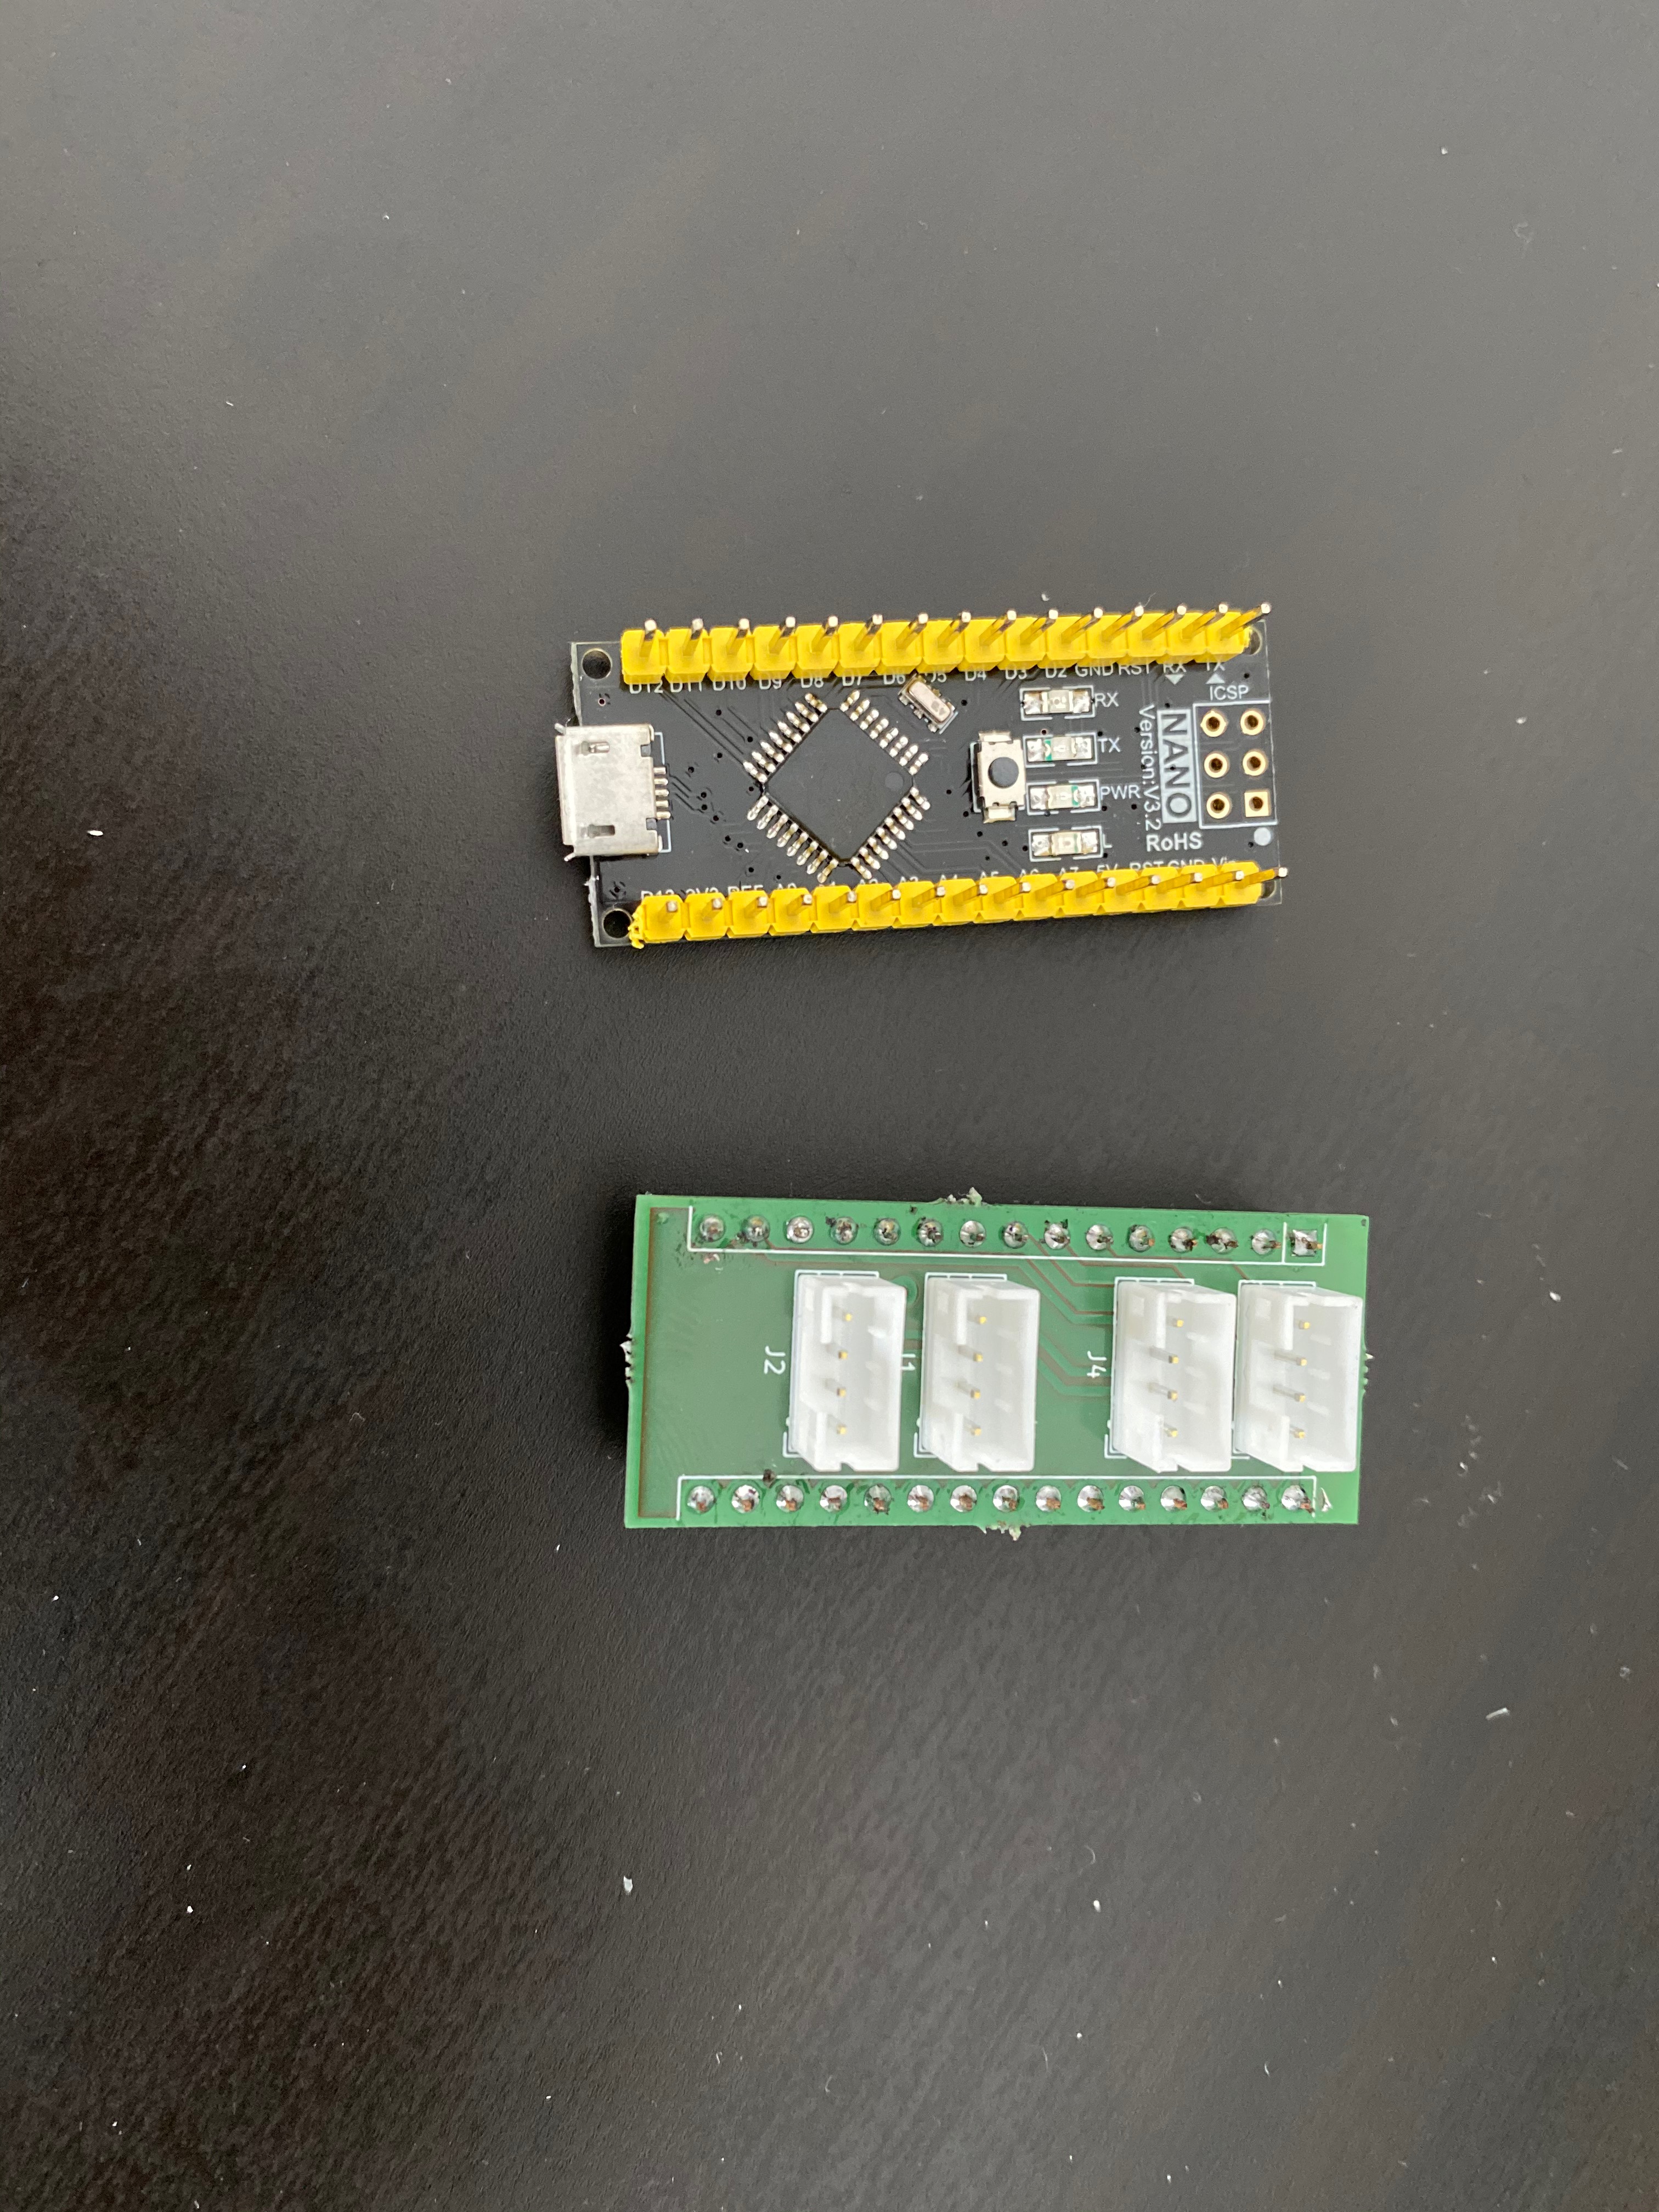 D12 D11 D10 D9 D8 D7 D6 D5 D4 D3 D2 GND RST RX TX
ICSP
RX
TX
PWR
L
NANO
Version:V3.2
RoHS
D13 3V3 REF A0 A3 A4 A5 A6 A7 5V RST GND Vin
J2
J1
J4